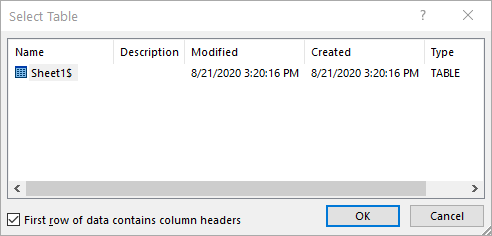 Select Table
Name Description Modified Created Type
Sheet1$ 8/21/2020 3:20:16 PM 8/21/2020 3:20:16 PM TABLE
First row of data contains column headers OK Cancel